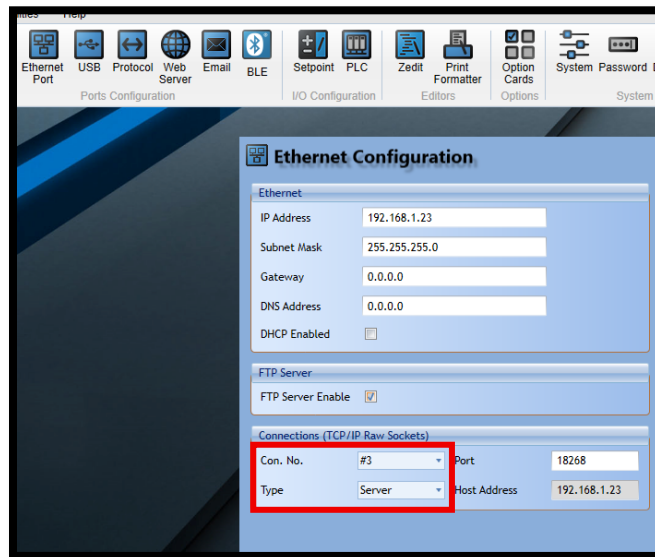 Help
Ethernet Port USB Protocol Web Server Email BLE Setpoint PLC Zedit Print Formatter Option Cards System Password
Ports Configuration I/O Configuration Editors Options System
Ethernet Configuration
Ethernet
IP Address 192.168.1.23
Subnet Mask 255.255.255.0
Gateway 0.0.0.0
DNS Address 0.0.0.0
DHCP Enabled
FTP Server
FTP Server Enable
Connections (TCP/IP Raw Sockets)
Con. No. #3 Port 18268
Type Server Host Address 192.168.1.23